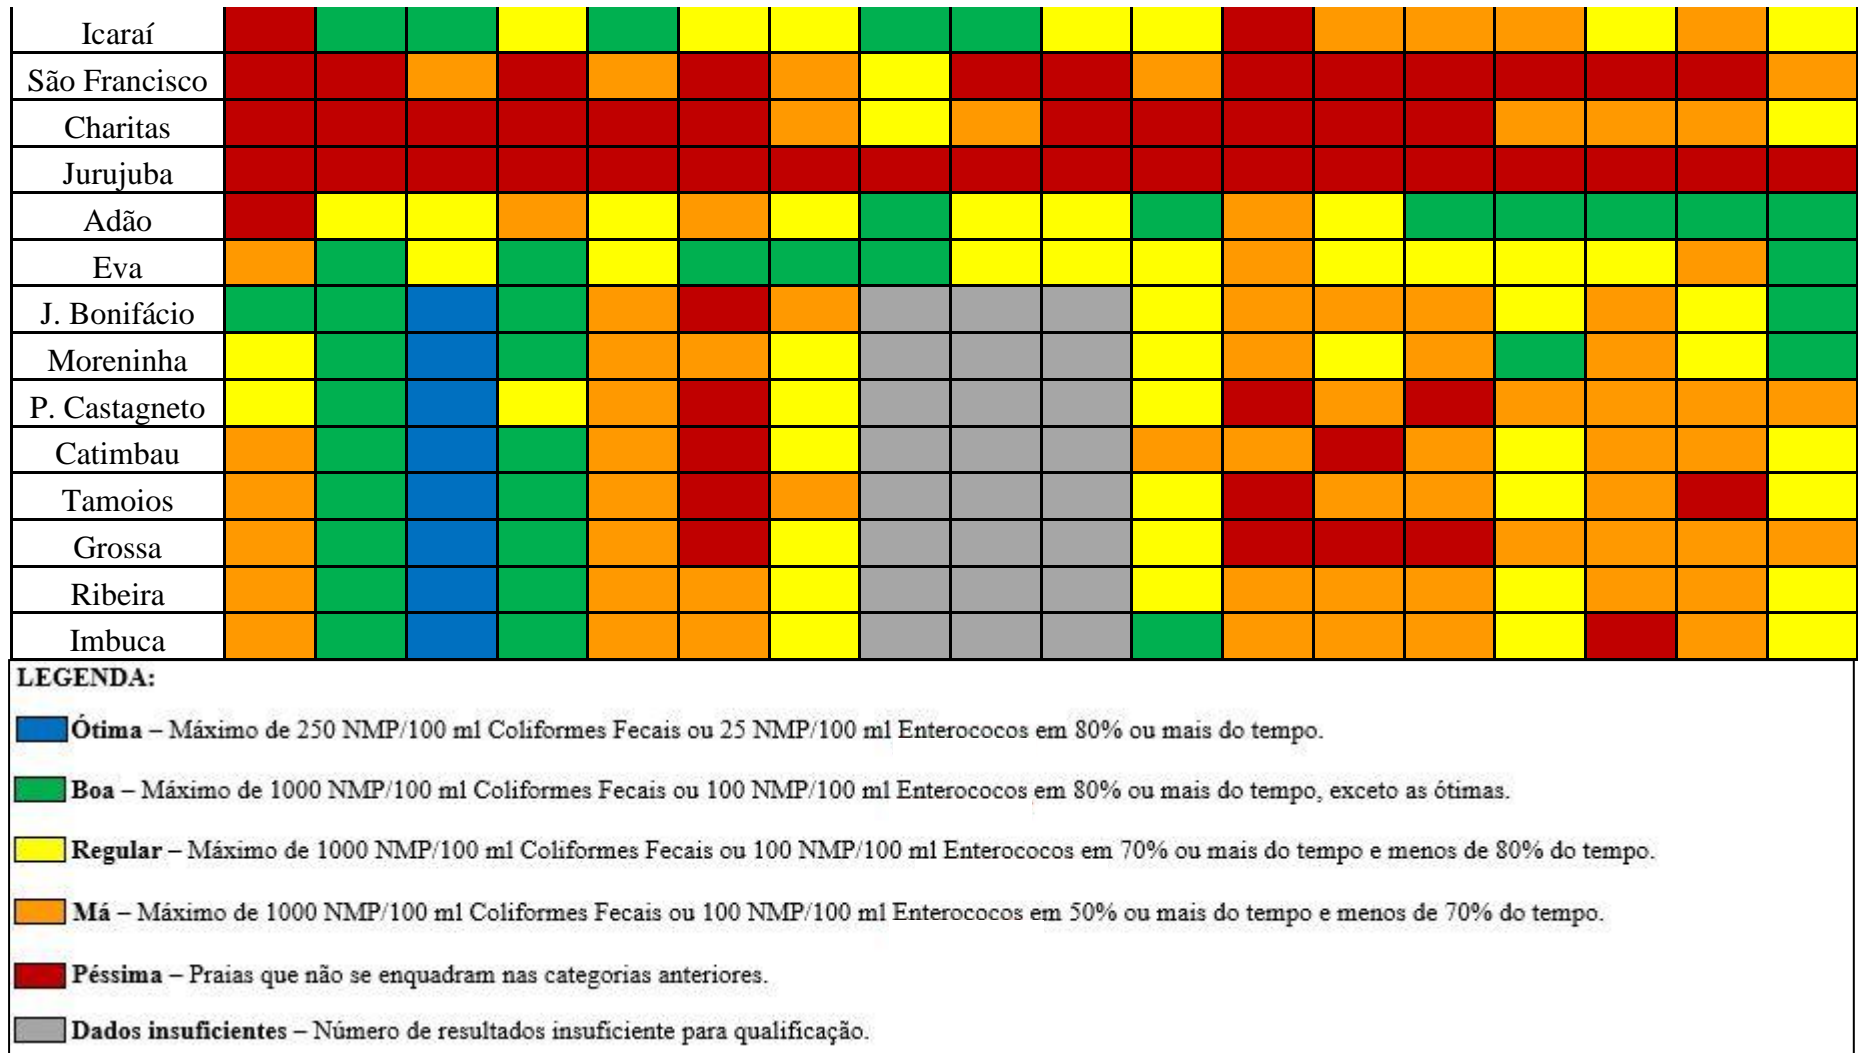 Icaraí
São Francisco
Charitas
Jurujuba
Adão
Eva
J. Bonifácio
Moreninha
P. Castagneto
Catimbau
Tamoios
Grossa
Ribeira
Imbuca
LEGENDA:
Ótima – Máximo de 250 NMP/100 ml Coliformes Fecais ou 25 NMP/100 ml Enterococos em 80% ou mais do tempo.
Boa – Máximo de 1000 NMP/100 ml Coliformes Fecais ou 100 NMP/100 ml Enterococos em 80% ou mais do tempo, exceto as ótimas.
Regular – Máximo de 1000 NMP/100 ml Coliformes Fecais ou 100 NMP/100 ml Enterococos em 70% ou mais do tempo e menos de 80% do tempo.
Má – Máximo de 1000 NMP/100 ml Coliformes Fecais ou 100 NMP/100 ml Enterococos em 50% ou mais do tempo e menos de 70% do tempo.
Péssima – Praias que não se enquadram nas categorias anteriores.
Dados insuficientes – Número de resultados insuficiente para qualificação.